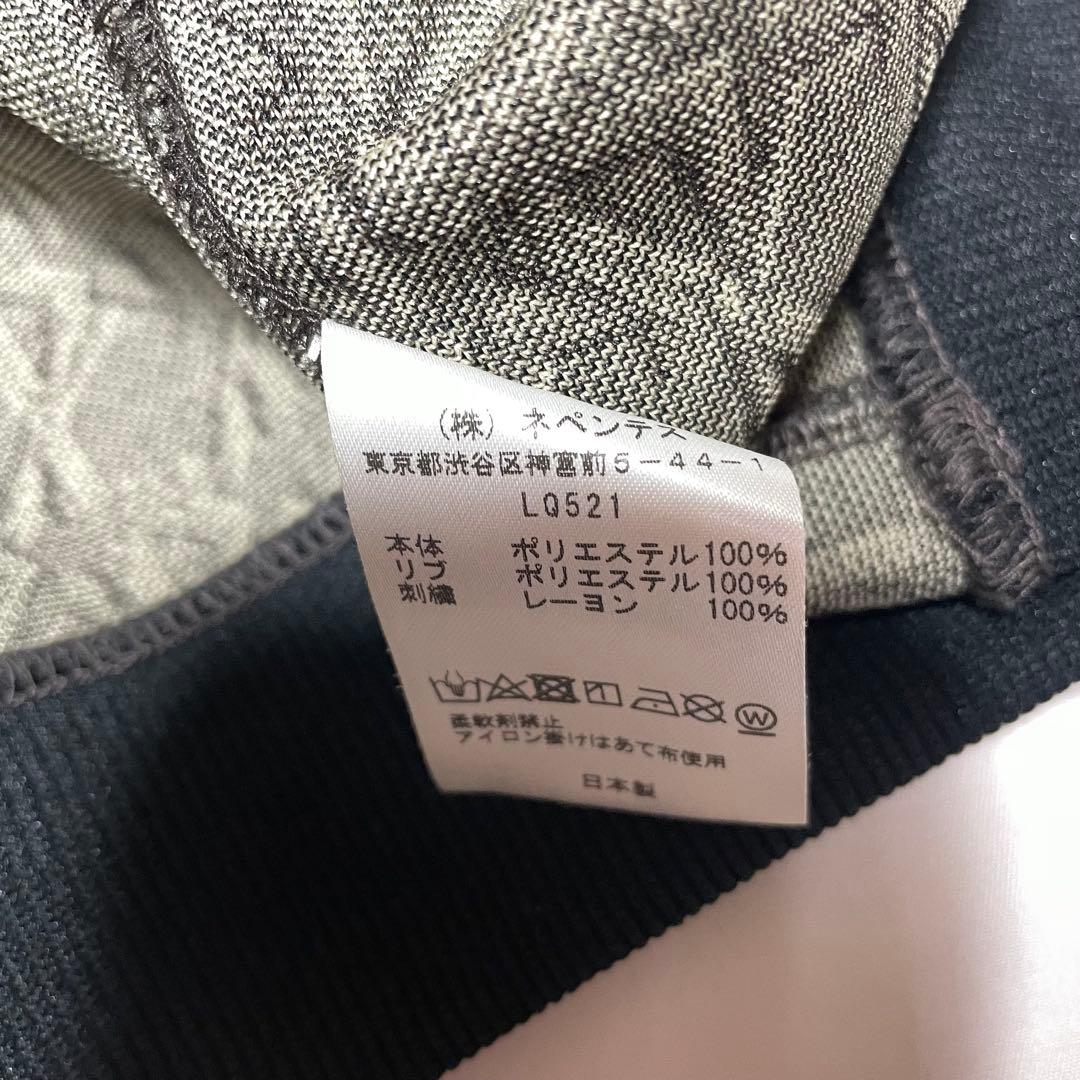 (株) ネペンテス
東京都渋谷区神宮前5-44-1
LQ521
本体 ポリエステル100%
リブ ポリエステル100%
刺繍 レーヨン 100%
W
柔軟剤禁止
アイロン掛けはあて布使用
日本製